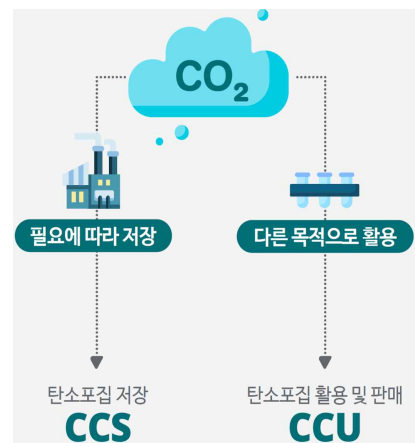 CO₂
필요에 따라 저장
다른 목적으로 활용
탄소포집 저장
CCS
탄소포집 활용 및 판매
CCU